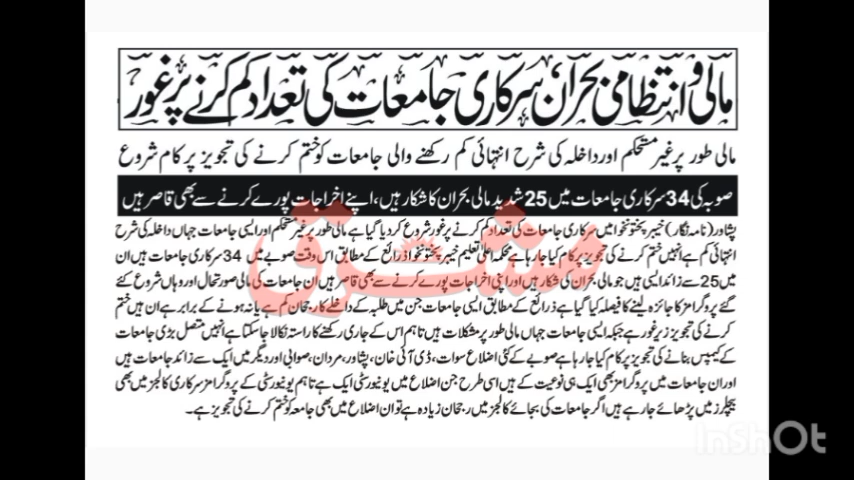 مالی و انتظامی بحران، سرکاری جامعات کی تعداد کم کرنے پر غور
مالی طور پر غیر مستحکم اور داخلہ کی شرح انتہائی کم رکھنے والی جامعات کو ختم کرنے کی تجویز پر کام شروع
صوبہ کی 34 سرکاری جامعات میں 25 شدید مالی بحران کا شکار ہیں، اپنے اخراجات پورے کرنے سے بھی قاصر ہیں
پشاور (نامہ نگار) خیبر پختونخوا میں سرکاری جامعات کی تعداد کم کرنے پر غور شروع کر دیا گیا ہے مالی طور پر غیر مستحکم اور ایسی جامعات جہاں داخلہ کی شرح
انتہائی کم ہے انہیں ختم کرنے کی تجویز پر کام کیا جا رہا ہے محکمہ اعلیٰ تعلیم خیبر پختونخوا ذرائع کے مطابق اس وقت صوبے میں 34 سرکاری جامعات ہیں ان
میں 25 سے زائد ایسی ہیں جو مالی بحران کی شکار ہیں اور اپنی اخراجات پورے کرنے سے بھی قاصر ہیں ان جامعات کی مالی صورتحال اور وہاں شروع کئے
گئے پروگرامز کا جائزہ لینے کا فیصلہ کیا گیا ہے ذرائع کے مطابق ایسی جامعات جن میں طلبہ کے داخلے کا رجحان کم ہے یا نہ ہونے کے برابر ہے ان ہیں ختم
کرنے کی تجویز زیر غور ہے جبکہ ایسی جامعات جہاں مالی طور پر مشکلات ہیں تاہم اس کے جاری رکھنے کا راستہ نکالا جا سکتا ہے انہیں متصل بڑی جامعات
کے کیمپس بنانے کی تجویز پر کام کیا جا رہا ہے صوبے کے کئی اضلاع سوات، ڈی آئی خان، پشاور، مردان، صوابی اور دیگر میں ایک سے زائد جامعات ہیں
اور ان جامعات میں پروگرامز بھی ایک ہی نوعیت کے ہیں اسی طرح جن اضلاع میں یونیورسٹی ایک ہے تاہم یونیورسٹی کے پروگرامز سرکاری کالجز میں بھی
بیچلرز میں پڑھائے جا رہے ہیں اگر جامعات کی بجائے کالجز میں رجحان زیادہ ہے تو ان اضلاع میں بھی جامعہ کو ختم کرنے کی تجویز ہے۔
مشرق
InShOt